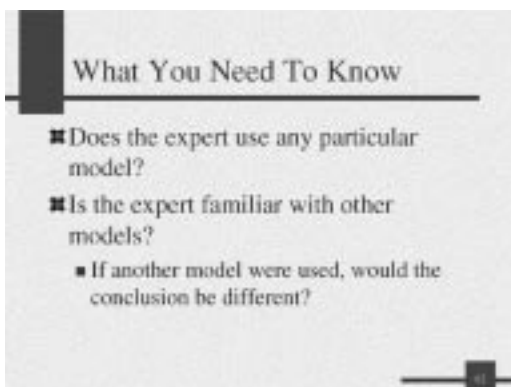 What You Need To Know
Does the expert use any particular
model?
Is the expert familiar with other
models?
If another model were used, would the
conclusion be different?